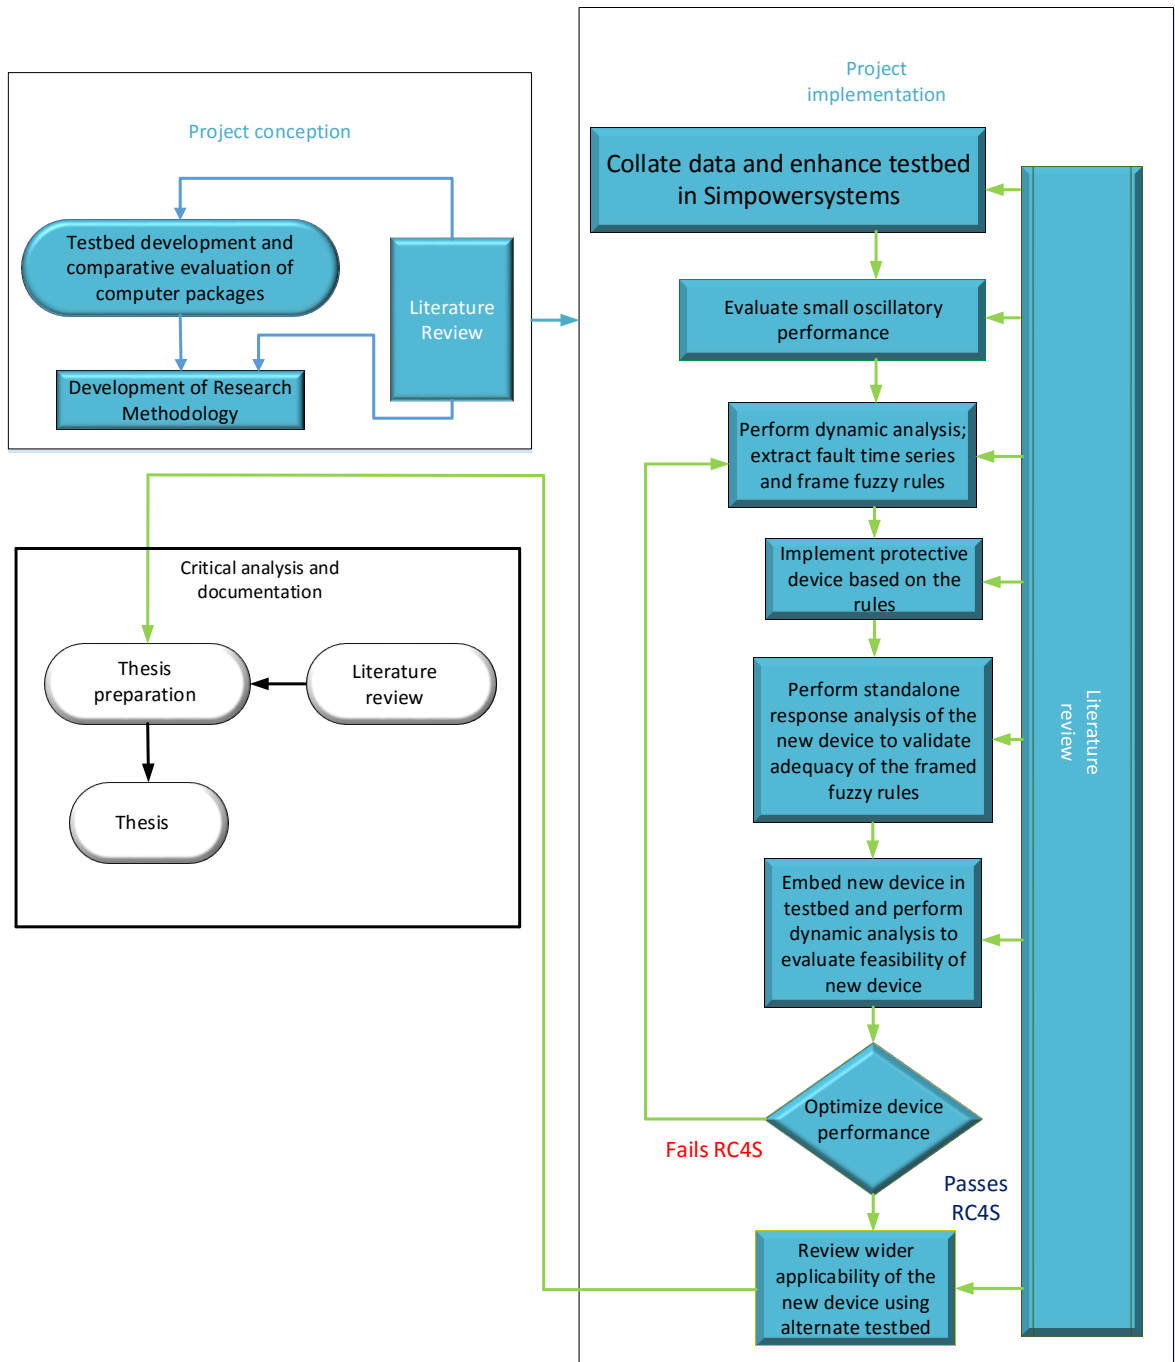 Project conception
Testbed development and
comparative evaluation of
computer packages
Literature
Review
Development of Research
Methodology
Critical analysis and
documentation
Thesis
preparation
Literature
review
Thesis
Project
implementation
Collate data and enhance testbed
in Simpowersystems
Evaluate small oscillatory
performance
Perform dynamic analysis;
extract fault time series
and frame fuzzy rules
Implement protective
device based on the
rules
Perform standalone
response analysis of the
new device to validate
adequacy of the framed
fuzzy rules
Embed new device in
testbed and perform
dynamic analysis to
evaluate feasibility of
new device
Optimize device
performance
Fails RC4S
Passes
RC4S
Review wider
applicability of the
new device using
alternate testbed
Literature
review